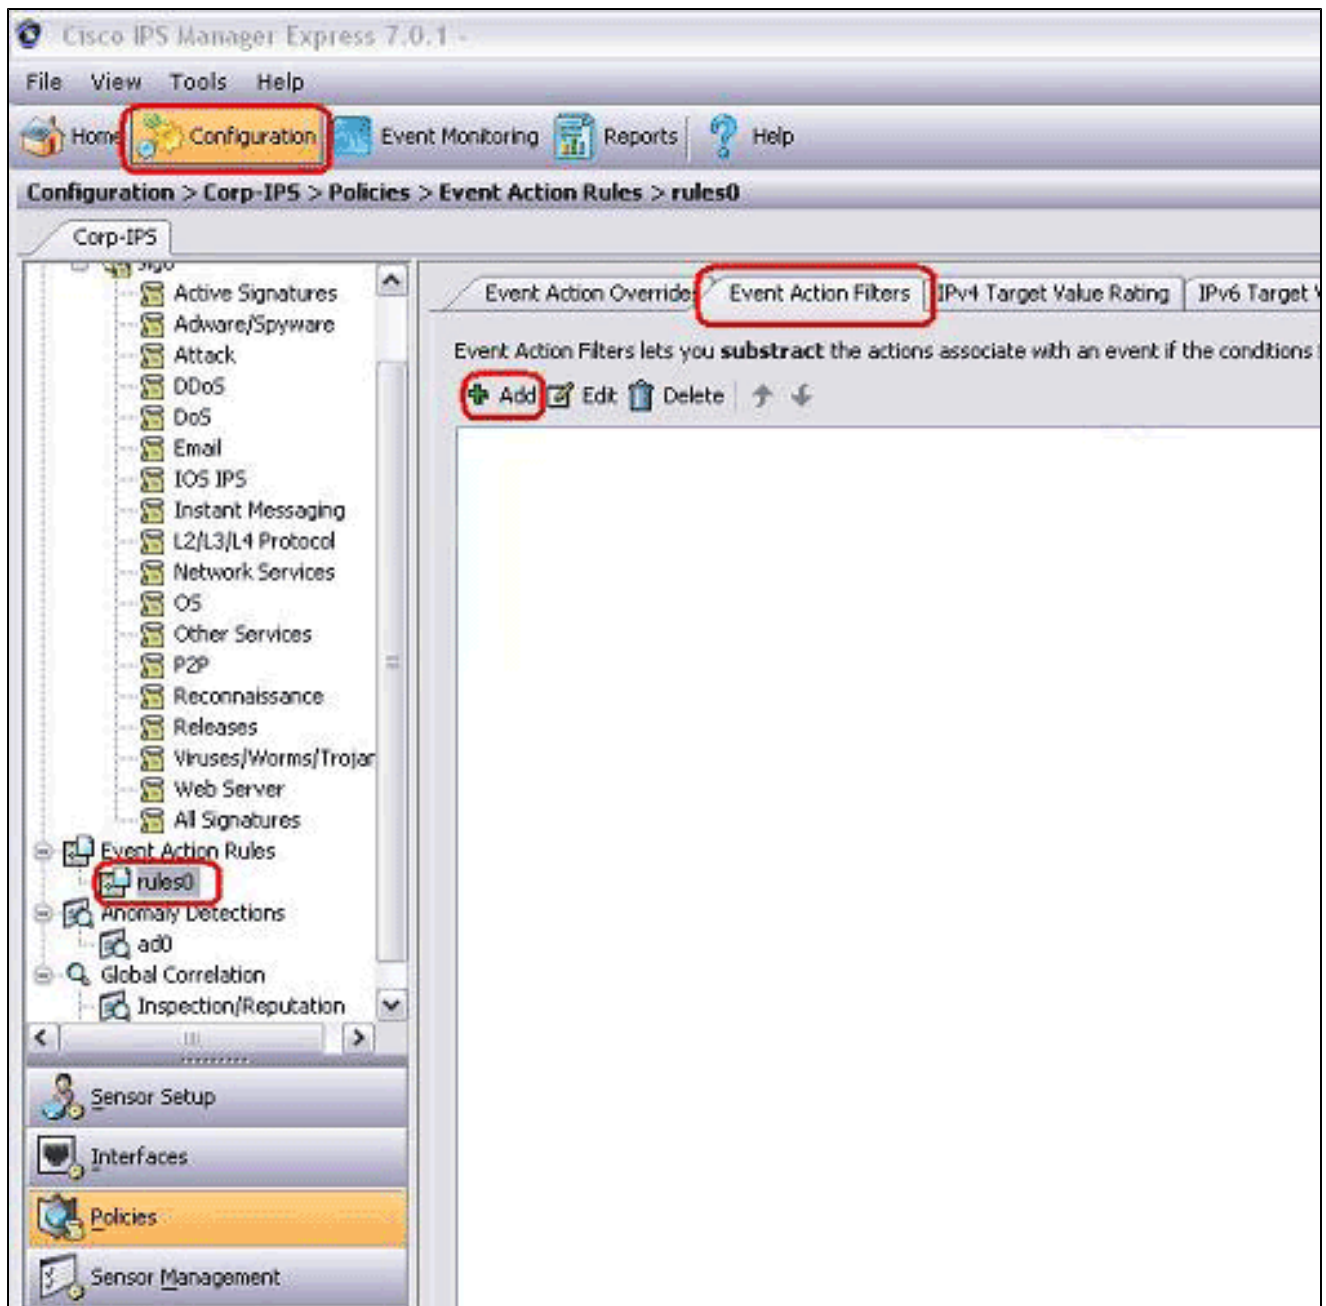 Cisco IPS Manager Express 7.0.1 -
File View Tools Help
Home Configuration Event Monitoring Reports Help
Configuration > Corp-IPS > Policies > Event Action Rules > rules0
Corp-IPS
Event Action Overrides Event Action Filters IPv4 Target Value Rating IPv6 Target V
Event Action Filters lets you substract the actions associate with an event if the conditions
Add Edit Delete
Active Signatures
Adware/Spyware
Attack
DDoS
DoS
Email
IOS IPS
Instant Messaging
L2/L3/L4 Protocol
Network Services
OS
Other Services
P2P
Reconnaissance
Releases
Viruses/Worms/Trojan
Web Server
All Signatures
Event Action Rules
rules0
Anomaly Detections
ad0
Global Correlation
Inspection/Reputation
Sensor Setup
Interfaces
Policies
Sensor Management